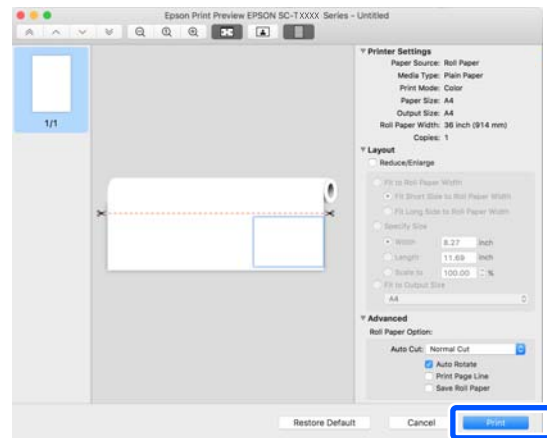 Epson Print Preview EPSON SC-TXXXX Series - Untitled
1/1
Printer Settings
Paper Source: Roll Paper
Media Type: Plain Paper
Print Mode: Color
Paper Size: A4
Output Size: A4
Roll Paper Width: 36 inch (914 mm)
Copies: 1
Layout
Reduce/Enlarge
Fit to Roll Paper Width
Fit Short Side to Roll Paper Width
Fit Long Side to Roll Paper Width
Specify Size
Width 8.27 inch
Length 11.69 inch
Scale to 100.00 %
Fit to Output Size
A4
Advanced
Roll Paper Option:
Auto Cut: Normal Cut
Auto Rotate
Print Page Line
Save Roll Paper
Restore Default Cancel Print